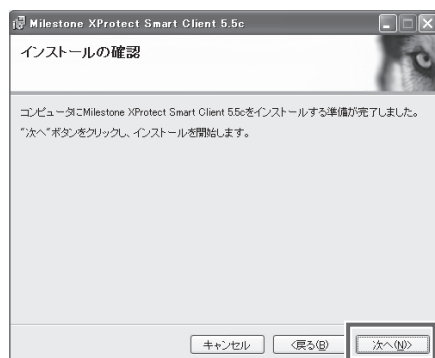 Milestone XProtect Smart Client 5.5c
インストールの確認
コンピュータにMilestone XProtect Smart Client 5.5cをインストールする準備が完了しました。
"次へ"ボタンをクリックし、インストールを開始します。
キャンセル
<戻る(B)
次へ(N)>